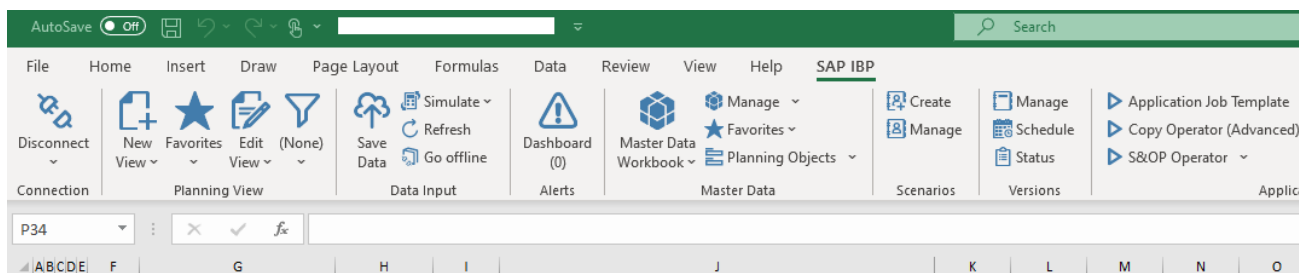 AutoSave Off Search
File Home Insert Draw Page Layout Formulas Data Review View Help SAP IBP
Disconnect
New View
Favorites
Edit View
(None)
Save Data
Simulate
Refresh
Go offline
Dashboard (0)
Master Data Workbook
Manage
Favorites
Planning Objects
Create
Manage
Manage
Schedule
Status
Application Job Template
Copy Operator (Advanced)
S&OP Operator
Connection Planning View Data Input Alerts Master Data Scenarios Versions Applic
P34 fx
A B C D E F G H I J K L M N O